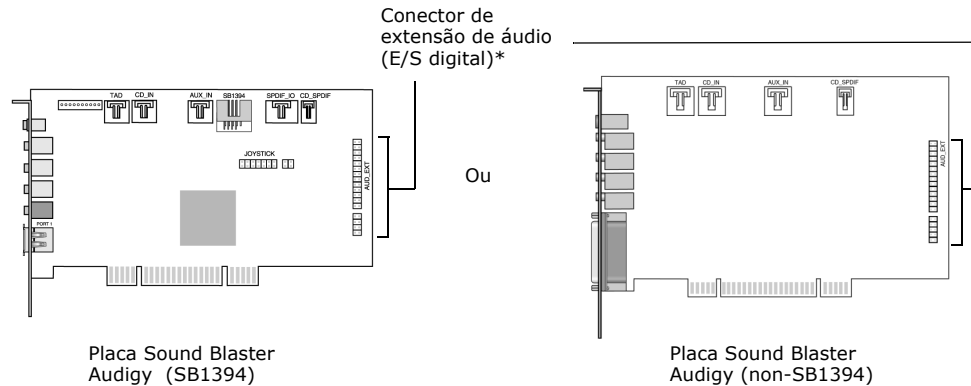 Conector de
extensão de áudio
(E/S digital)*
TAD
CD_IN
AUX_IN
SB1394
SPDIF_IO
CD_SPDIF
JOYSTICK
AUD_EXT
PORT 1
Ou
TAD
CD_IN
AUX_IN
CD_SPDIF
AUD_EXT
Placa Sound Blaster
Audigy (SB1394)
Placa Sound Blaster
Audigy (non-SB1394)